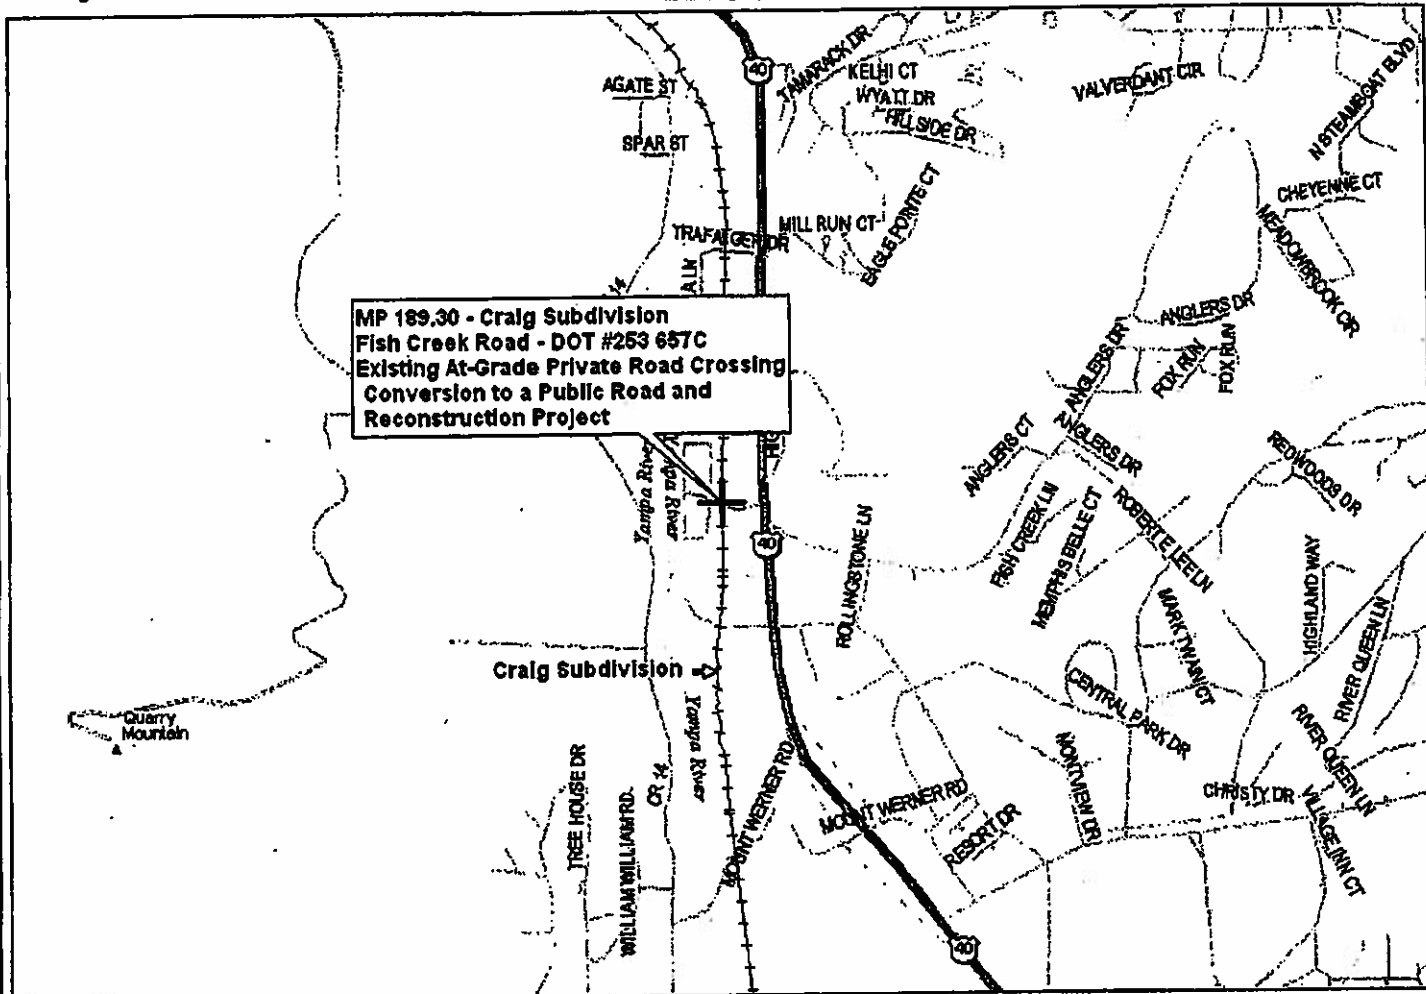 40
TAMARACK DR
KELHI CT
WYATT DR
HILLSIDE DR
VALVERDANT CIR
N STEAMBOAT BLVD
AGATE ST
SPAR ST
CHEYENNE CT
MEADOWBROOK CIR
EAGLE POINTE CT
MILL RUN CT
TRAFALGER DR
A LN
14
MP 189.30 - Craig Subdivision
Fish Creek Road - DOT #253 657C
Existing At-Grade Private Road Crossing
Conversion to a Public Road and
Reconstruction Project
ANGLERS DR
ANGLERS DR
FOX RUN
FOX RUN
ANGLERS CT
ANGLERS DR
REDWOODS DR
Yampa River
Yampa River
40
ROLLINGSTONE LN
FISH CREEK LN
MEMPHIS BELLE CT
ROBERT E LEE LN
MARK TWAIN CT
HIGHLAND WAY
RIVER QUEEN LN
Craig Subdivision
Yampa River
Quarry
Mountain
CENTRAL PARK DR
RIVER QUEEN LN
TREE HOUSE DR
WILLIAM WILLIAM RD.
CR 14
MOUNT WERNER RD
MOUNT WERNER RD
RESORT DR
MONTVIEW DR
CHRISTY DR
VILLAGE INN CT
40